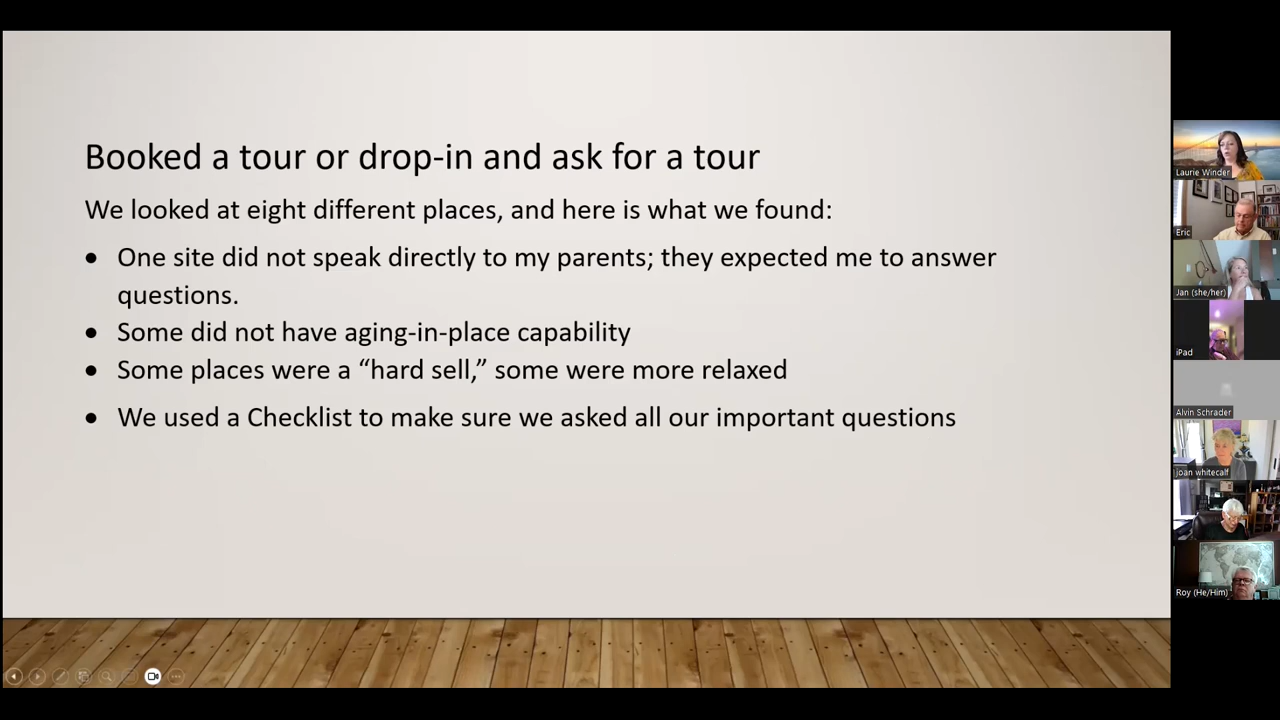 Booked a tour or drop-in and ask for a tour
We looked at eight different places, and here is what we found:
• One site did not speak directly to my parents; they expected me to answer
questions.
• Some did not have aging-in-place capability
• Some places were a “hard sell,” some were more relaxed
• We used a Checklist to make sure we asked all our important questions
Laurie Winder
Eric
Jan (she/her)
iPad
Alvin Schrader
joan whitecalf
Roy (He/Him)